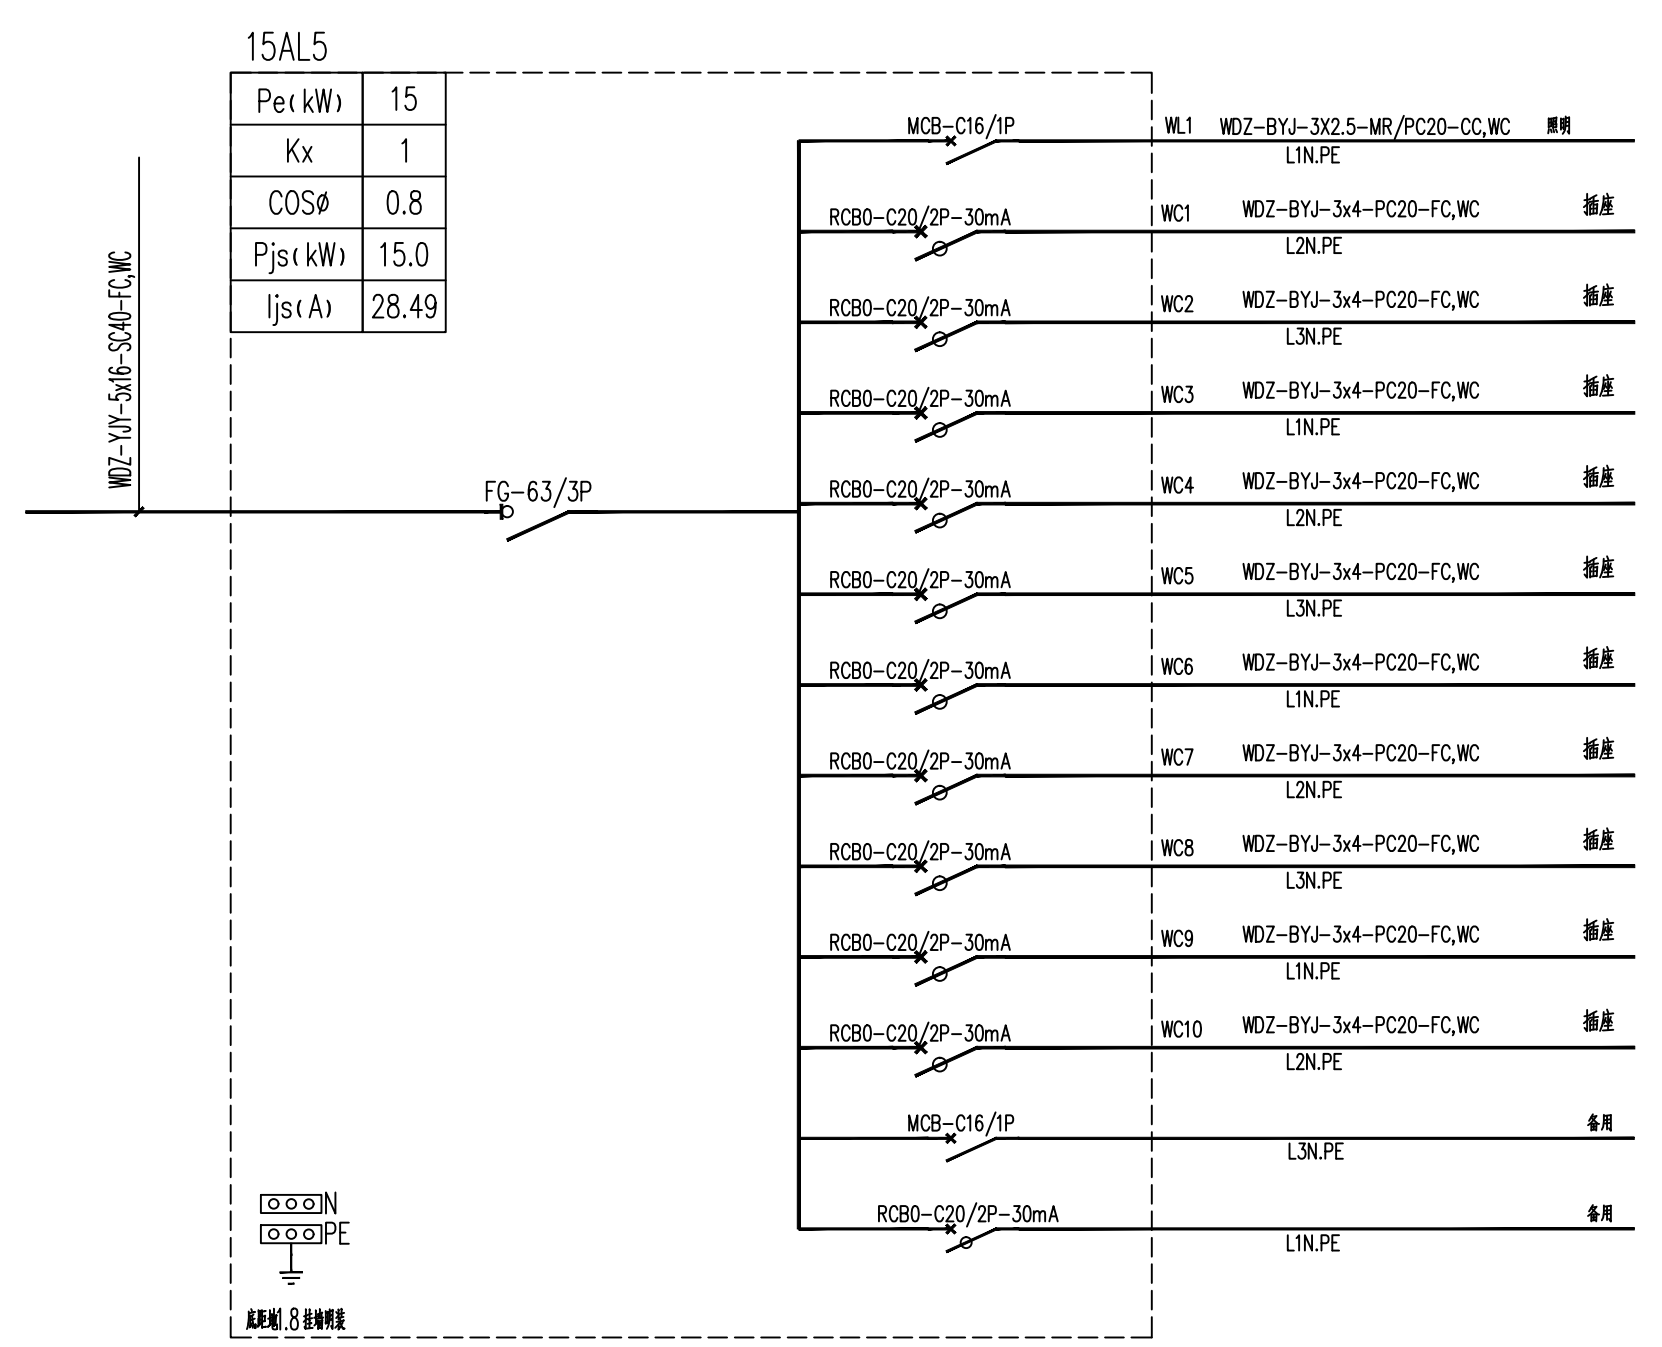 15AL5
Pe(kW) 15
Kx 1
COSø 0.8
Pjs(kW) 15.0
Ijs(A) 28.49
WDZ-YJY-5x16-SC40-FC,WC
FG-63/3P
MCB-C16/1P WL1 WDZ-BYJ-3X2.5-MR/PC20-CC,WC 照明
L1N.PE
RCBO-C20/2P-30mA WC1 WDZ-BYJ-3x4-PC20-FC,WC 插座
L2N.PE
RCBO-C20/2P-30mA WC2 WDZ-BYJ-3x4-PC20-FC,WC 插座
L3N.PE
RCBO-C20/2P-30mA WC3 WDZ-BYJ-3x4-PC20-FC,WC 插座
L1N.PE
RCBO-C20/2P-30mA WC4 WDZ-BYJ-3x4-PC20-FC,WC 插座
L2N.PE
RCBO-C20/2P-30mA WC5 WDZ-BYJ-3x4-PC20-FC,WC 插座
L3N.PE
RCBO-C20/2P-30mA WC6 WDZ-BYJ-3x4-PC20-FC,WC 插座
L1N.PE
RCBO-C20/2P-30mA WC7 WDZ-BYJ-3x4-PC20-FC,WC 插座
L2N.PE
RCBO-C20/2P-30mA WC8 WDZ-BYJ-3x4-PC20-FC,WC 插座
L3N.PE
RCBO-C20/2P-30mA WC9 WDZ-BYJ-3x4-PC20-FC,WC 插座
L1N.PE
RCBO-C20/2P-30mA WC10 WDZ-BYJ-3x4-PC20-FC,WC 插座
L2N.PE
MCB-C16/1P 备用
L3N.PE
RCBO-C20/2P-30mA 备用
L1N.PE
N
PE
底距地1.8挂墙明装